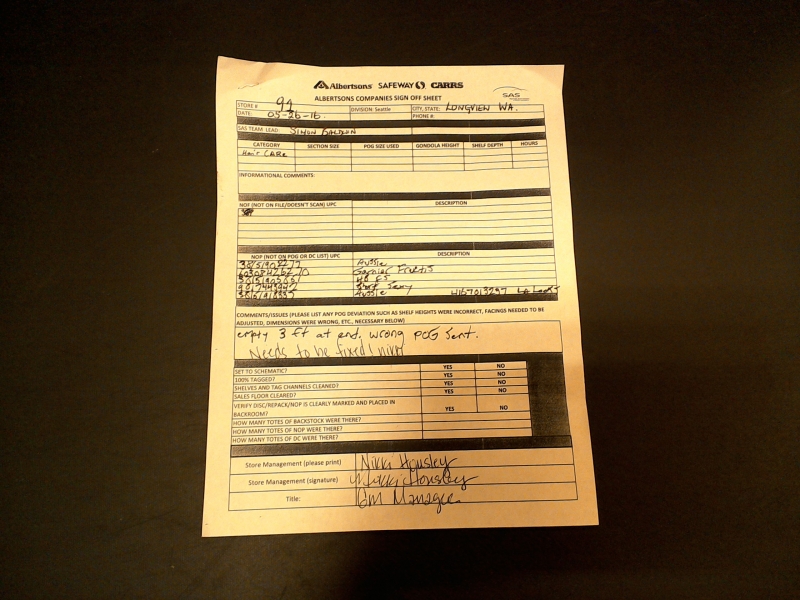 Albertsons SAFEWAY CARRS
SAS
ALBERTSONS COMPANIES SIGN OFF SHEET
STORE # 91 DIVISION: Seattle CITY, STATE: LONGVIEW WA.
DATE: 05-26-16. PHONE #:
SAS TEAM LEAD: SIMON
CATEGORY SECTION SIZE POG SIZE USED GONDOLA HEIGHT SHELF DEPTH HOURS
Hair CARe
INFORMATIONAL COMMENTS:
NOF (NOT ON FILE/DOESN'T SCAN) UPC DESCRIPTION
NOP (NOT ON POG OR DC LIST) UPC DESCRIPTION
Aussie
Garnier Fructis
Sexy
Aussie 4167013297 LA Looks
COMMENTS/ISSUES (PLEASE LIST ANY POG DEVIATION SUCH AS SHELF HEIGHTS WERE INCORRECT, FACINGS NEEDED TO BE
ADJUSTED, DIMENSIONS WERE WRONG, ETC., NECESSARY BELOW)
empty 3 ft at end. wrong POG Sent.
Needs to be fixed
SET TO SCHEMATIC? YES NO
100% TAGGED? YES NO
SHELVES AND TAG CHANNELS CLEANED? YES NO
SALES FLOOR CLEARED? YES NO
VERIFY DISC/REPACK/NOP IS CLEARLY MARKED AND PLACED IN
BACKROOM? YES NO
HOW MANY TOTES OF BACKSTOCK WERE THERE?
HOW MANY TOTES OF NOP WERE THERE?
HOW MANY TOTES OF DC WERE THERE?
Store Management (please print) Nikki Housley
Store Management (signature) Nikki Housley
Title: GM Manager